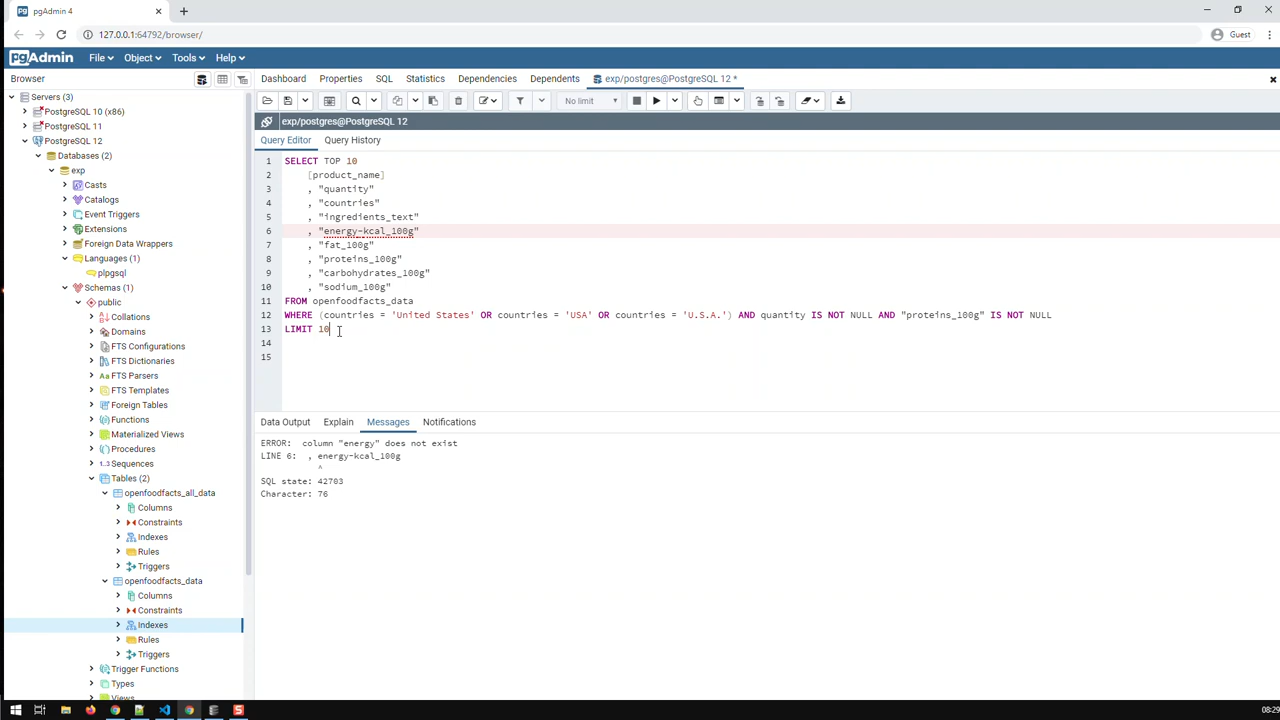 pgAdmin 4
127.0.0.1:64792/browser/
Guest
pgAdmin File Object Tools Help
Browser
Dashboard Properties SQL Statistics Dependencies Dependents exp/postgres@PostgreSQL 12 *
Servers (3)
PostgreSQL 10 (x86)
PostgreSQL 11
PostgreSQL 12
Databases (2)
exp
Casts
Catalogs
Event Triggers
Extensions
Foreign Data Wrappers
Languages (1)
plpgsql
Schemas (1)
public
Collations
Domains
FTS Configurations
FTS Dictionaries
FTS Parsers
FTS Templates
Foreign Tables
Functions
Materialized Views
Procedures
Sequences
Tables (2)
openfoodfacts_all_data
Columns
Constraints
Indexes
Rules
Triggers
openfoodfacts_data
Columns
Constraints
Indexes
Rules
Triggers
Trigger Functions
Types
Views
No limit
exp/postgres@PostgreSQL 12
Query Editor Query History
1 SELECT TOP 10
2 [product_name]
3 , "quantity"
4 , "countries"
5 , "ingredients_text"
6 , "energy-kcal_100g"
7 , "fat_100g"
8 , "proteins_100g"
9 , "carbohydrates_100g"
10 , "sodium_100g"
11 FROM openfoodfacts_data
12 WHERE (countries = 'United States' OR countries = 'USA' OR countries = 'U.S.A.') AND quantity IS NOT NULL AND "proteins_100g" IS NOT NULL
13 LIMIT 10
14
15
Data Output Explain Messages Notifications
ERROR: column "energy" does not exist
LINE 6: , energy-kcal_100g
^
SQL state: 42703
Character: 76
08:29